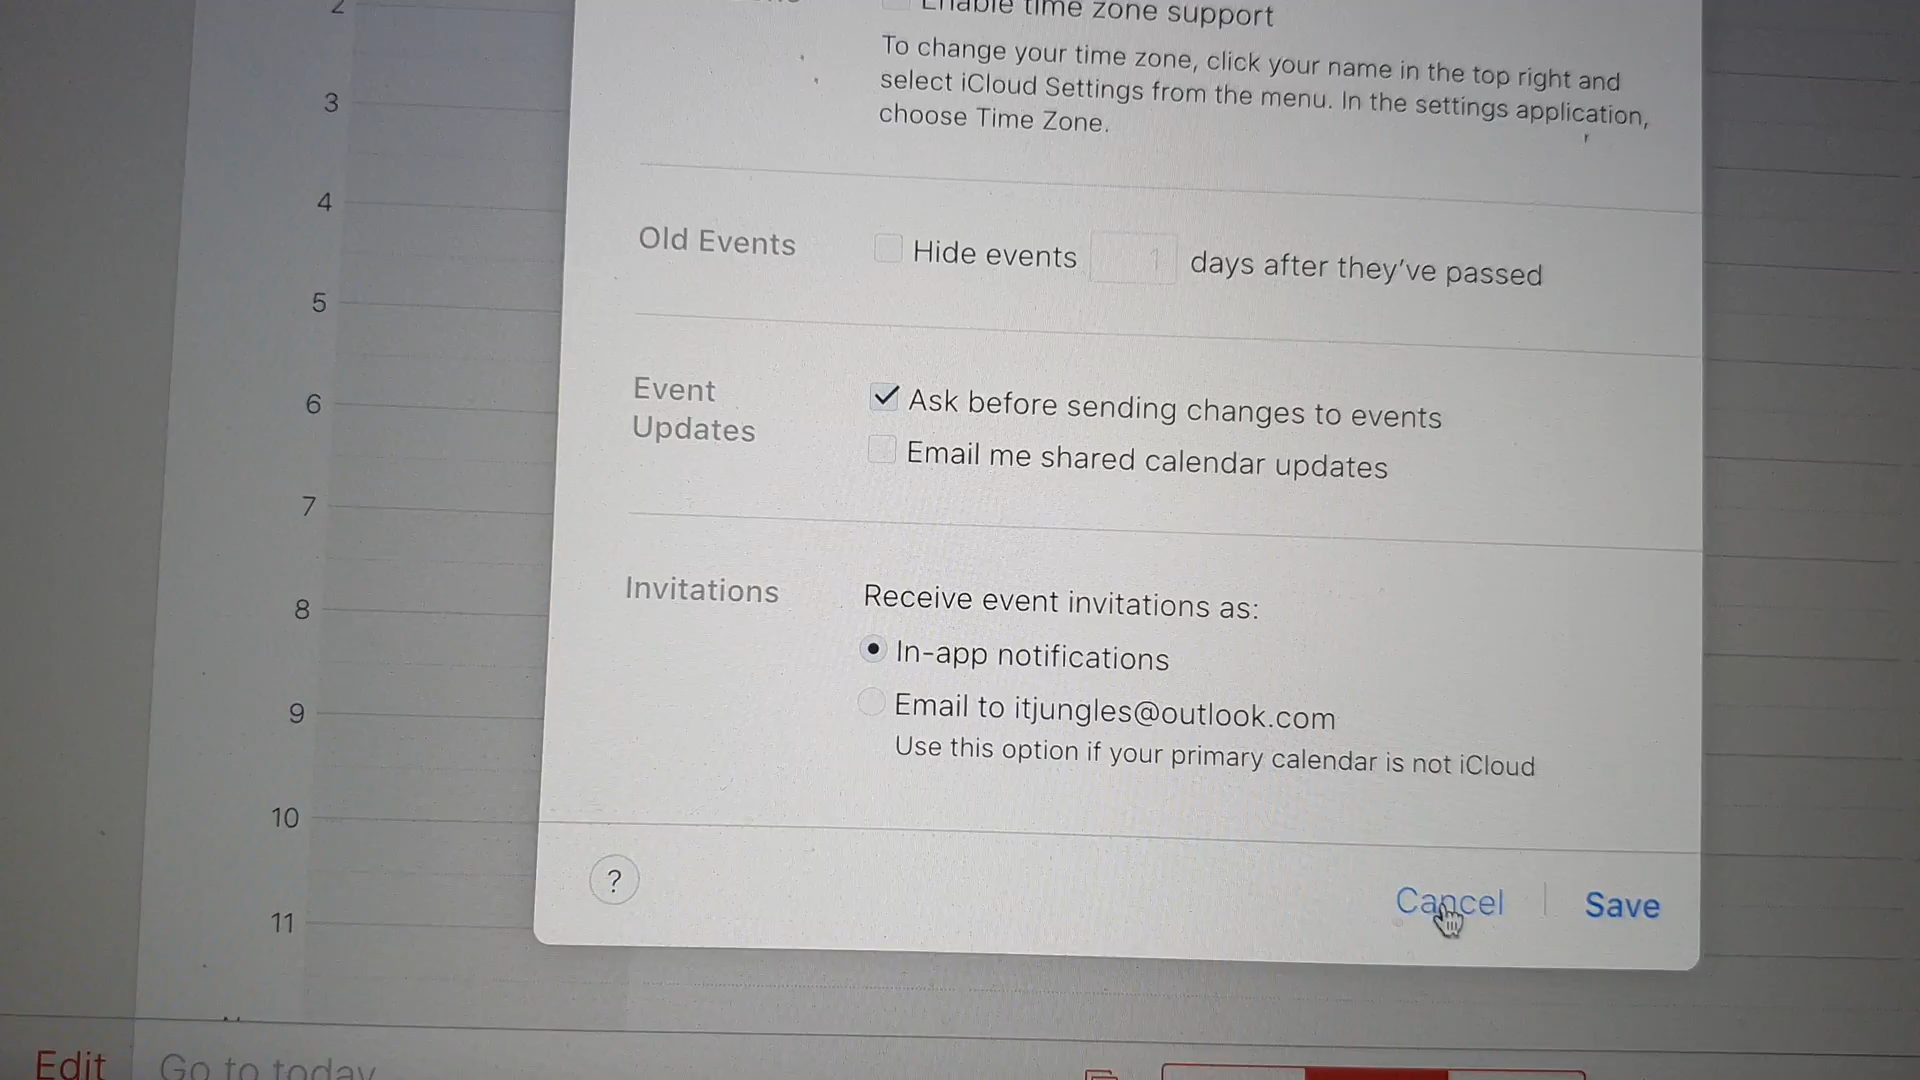 2
Enable time zone support
To change your time zone, click your name in the top right and
select iCloud Settings from the menu. In the settings application,
choose Time Zone.
3
4
Old Events
Hide events 1 days after they've passed
5
Event
Updates
Ask before sending changes to events
Email me shared calendar updates
6
7
Invitations
Receive event invitations as:
In-app notifications
Email to itjungles@outlook.com
Use this option if your primary calendar is not iCloud
8
9
10
11
?
Cancel
Save
Edit
Go to today